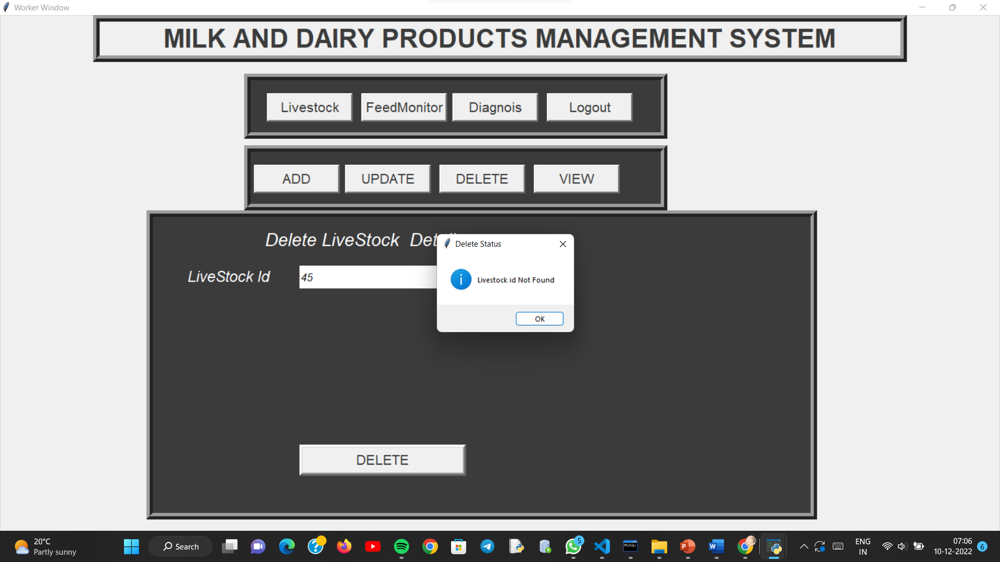 Worker Window
MILK AND DAIRY PRODUCTS MANAGEMENT SYSTEM
Livestock FeedMonitor Diagnois Logout
ADD UPDATE DELETE VIEW
Delete LiveStock
Delete Status
LiveStock Id 45
Livestock id Not Found
OK
DELETE
20°C
Partly sunny
Search
MySQL
5
ENG
IN
07:06
10-12-2022
6